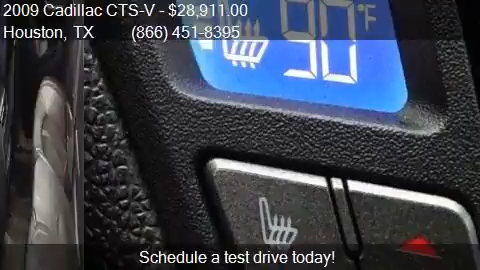 2009 Cadillac CTS-V - $28,911.00
Houston, TX (866) 451-8395
90 °F
Schedule a test drive today!